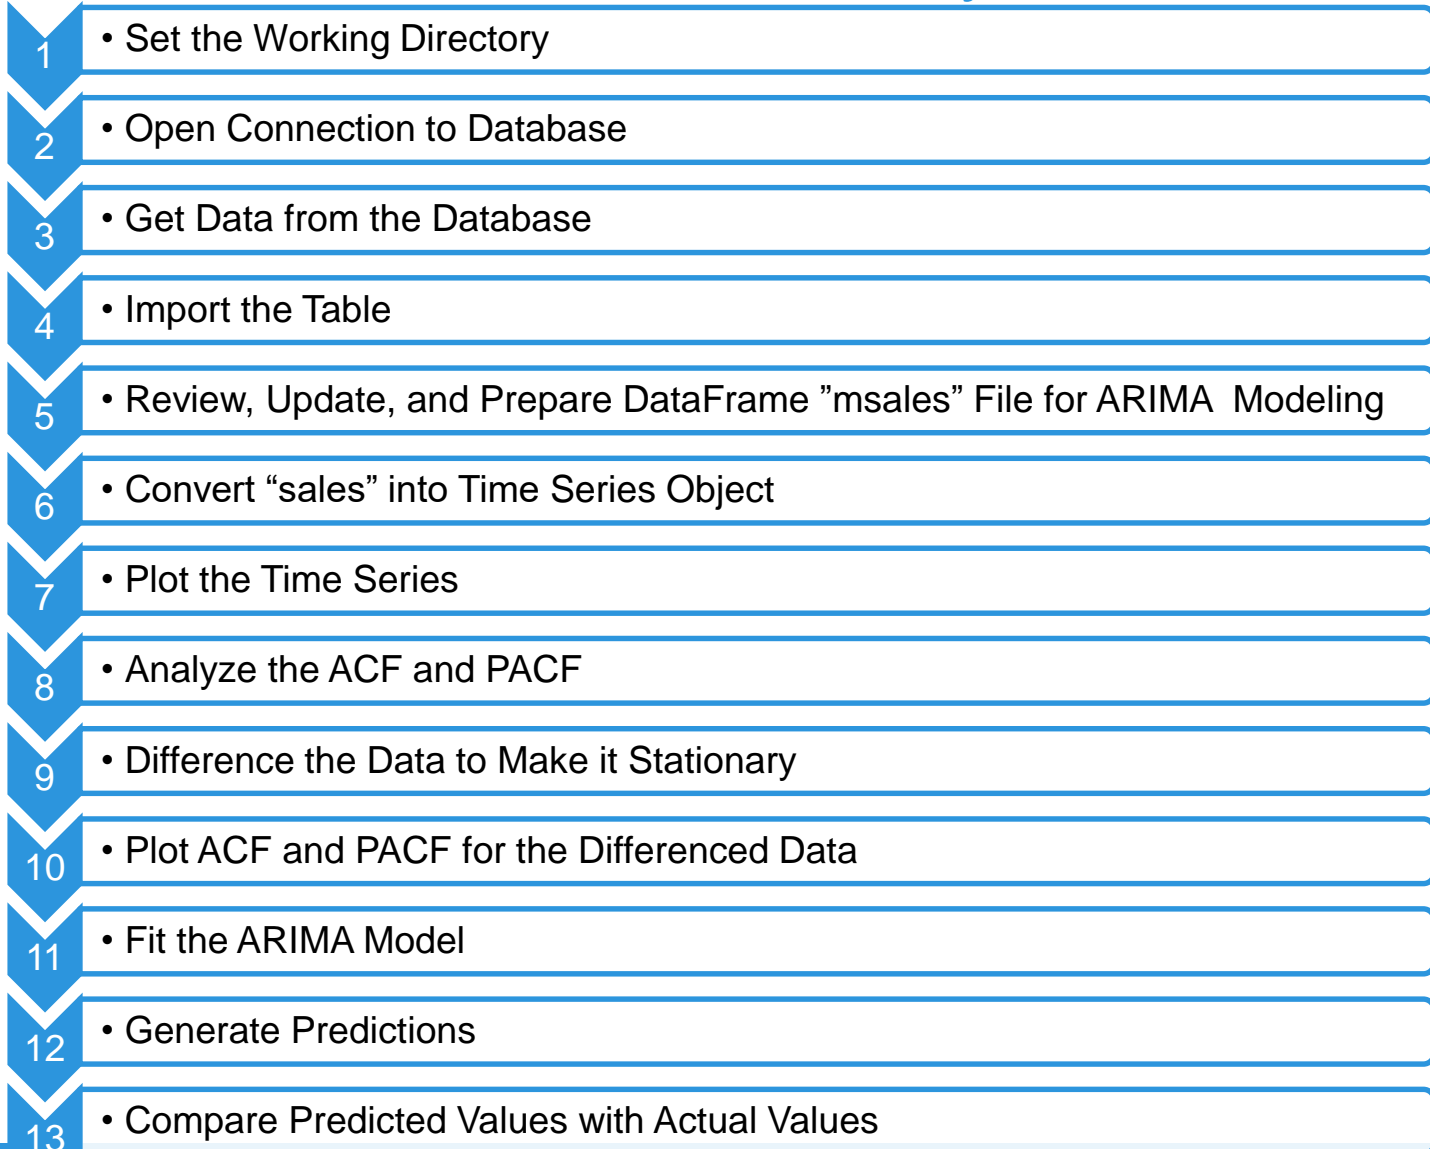 1
• Set the Working Directory
2
• Open Connection to Database
3
• Get Data from the Database
4
• Import the Table
5
• Review, Update, and Prepare DataFrame ”msales” File for ARIMA  Modeling
6
• Convert “sales” into Time Series Object
7
• Plot the Time Series
8
• Analyze the ACF and PACF
9
• Difference the Data to Make it Stationary
10
• Plot ACF and PACF for the Differenced Data
11
• Fit the ARIMA Model
12
• Generate Predictions
13
• Compare Predicted Values with Actual Values